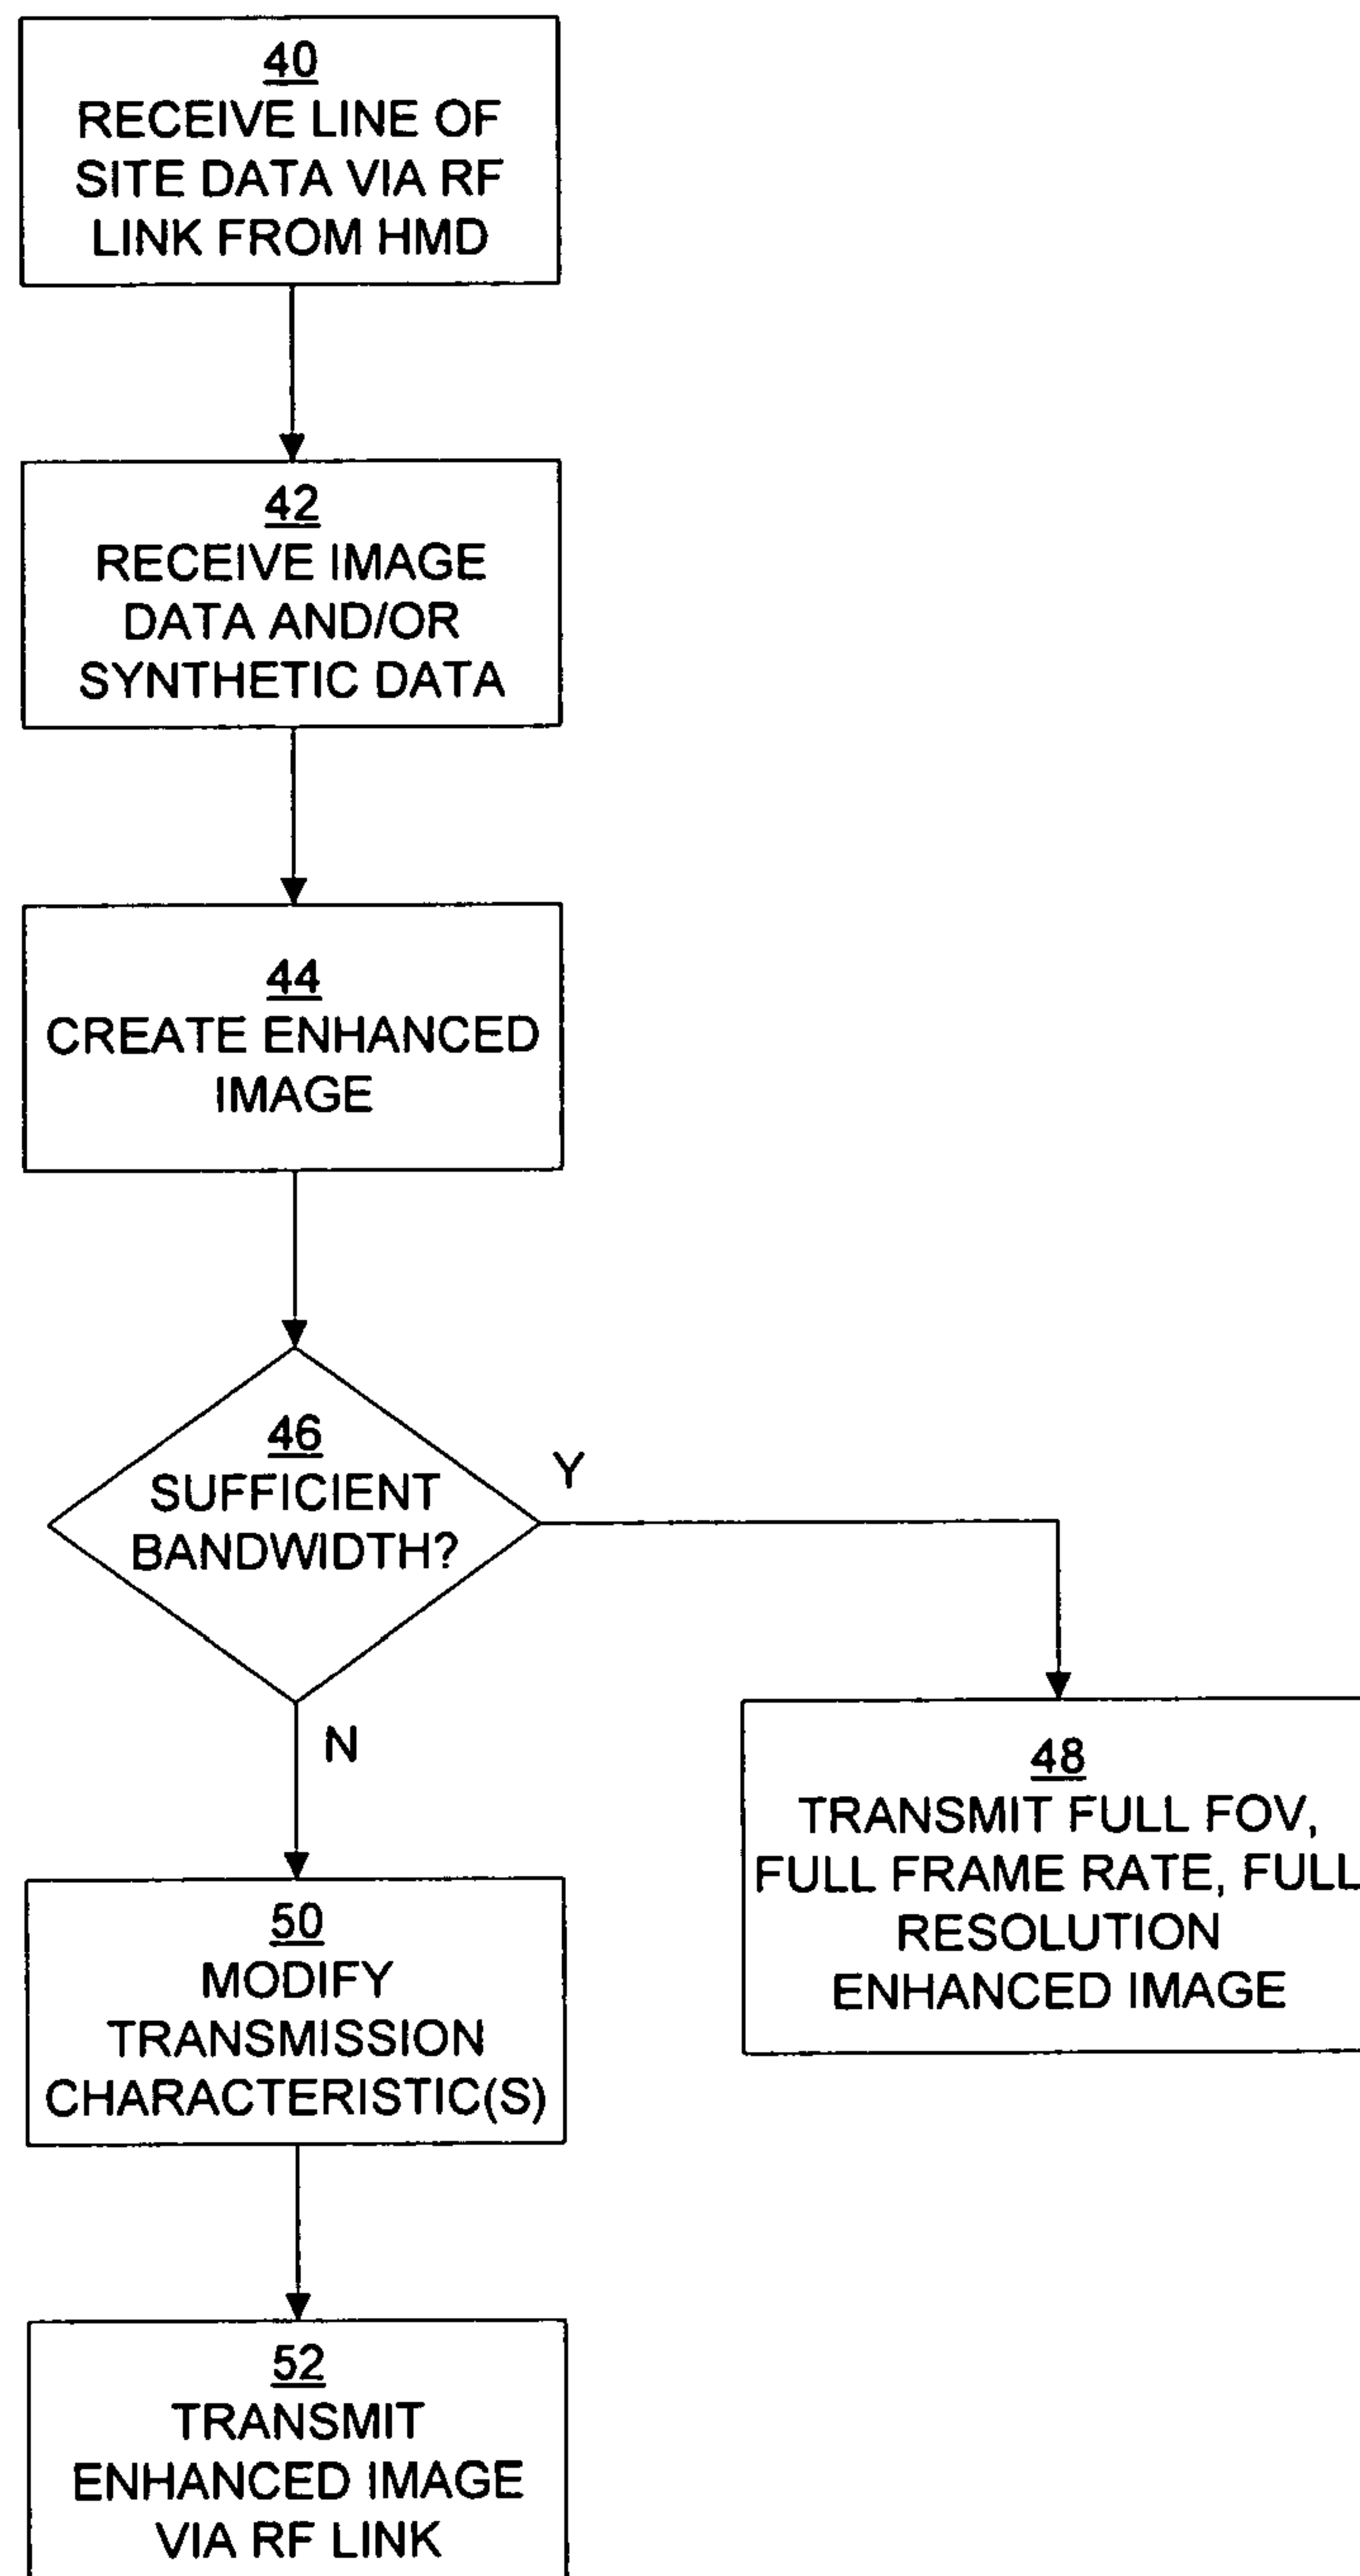 40
RECEIVE LINE OF
SITE DATA VIA RF
LINK FROM HMD
42
RECEIVE IMAGE
DATA AND/OR
SYNTHETIC DATA
44
CREATE ENHANCED
IMAGE
46
SUFFICIENT
BANDWIDTH?
Y
N
48
TRANSMIT FULL FOV,
FULL FRAME RATE, FULL
RESOLUTION
ENHANCED IMAGE
50
MODIFY
TRANSMISSION
CHARACTERISTIC(S)
52
TRANSMIT
ENHANCED IMAGE
VIA RF LINK